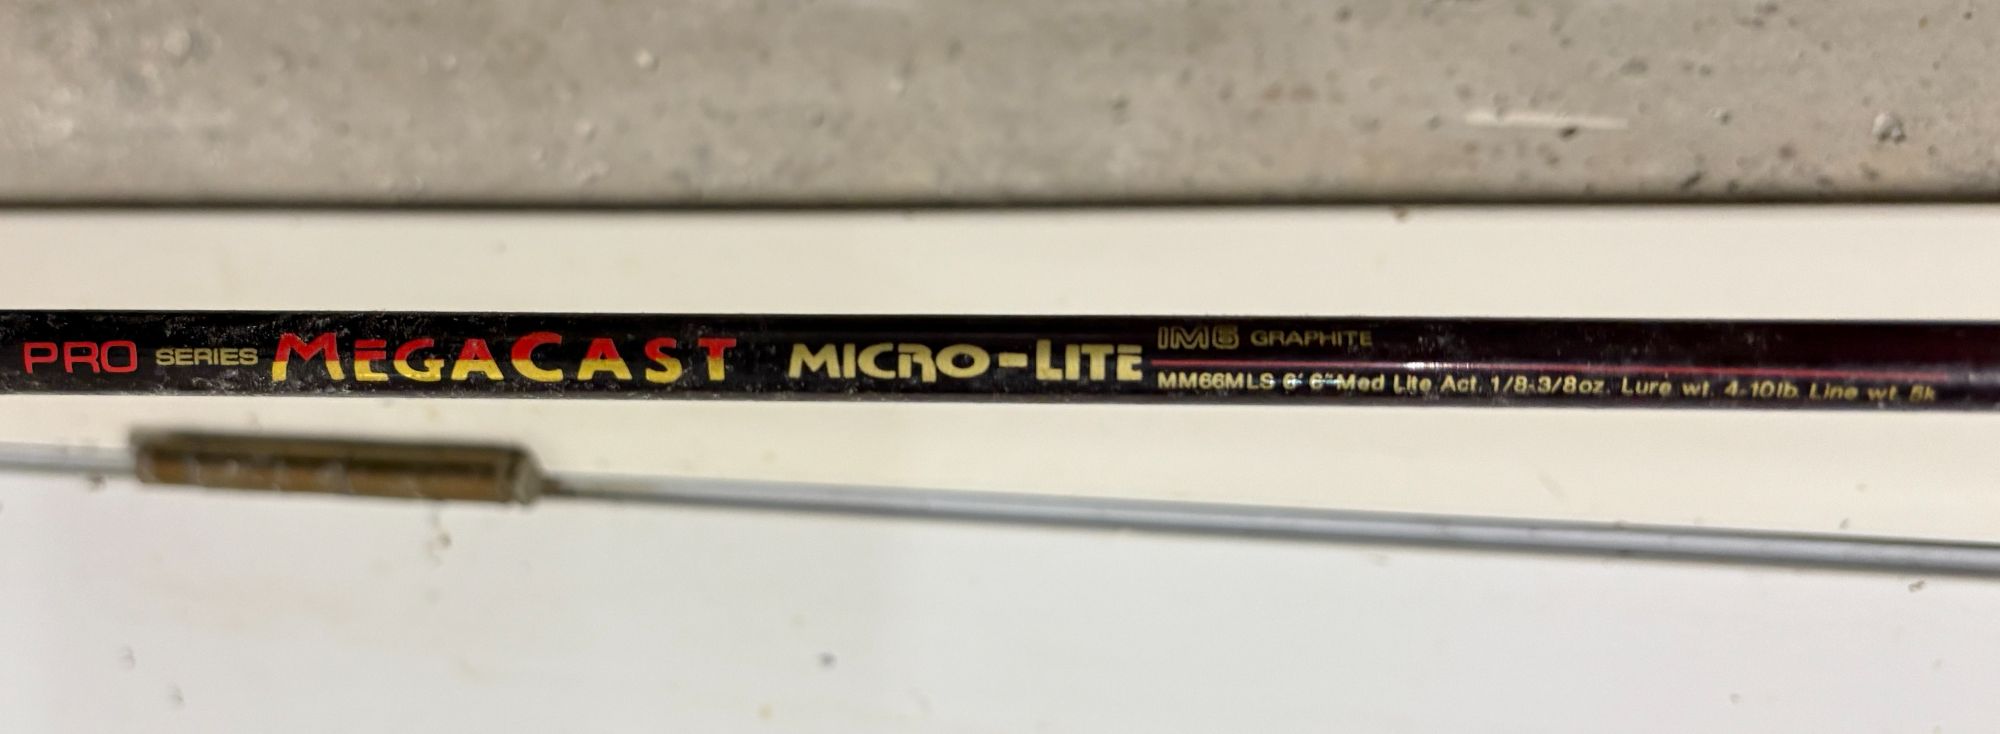 PRO SERIES MEGACAST MICRO-LITE
IM6 GRAPHITE
MM66MLS 6' 6" Med Lite Act. 1/8-3/8oz. Lure wt. 4-10lb. Line wt.